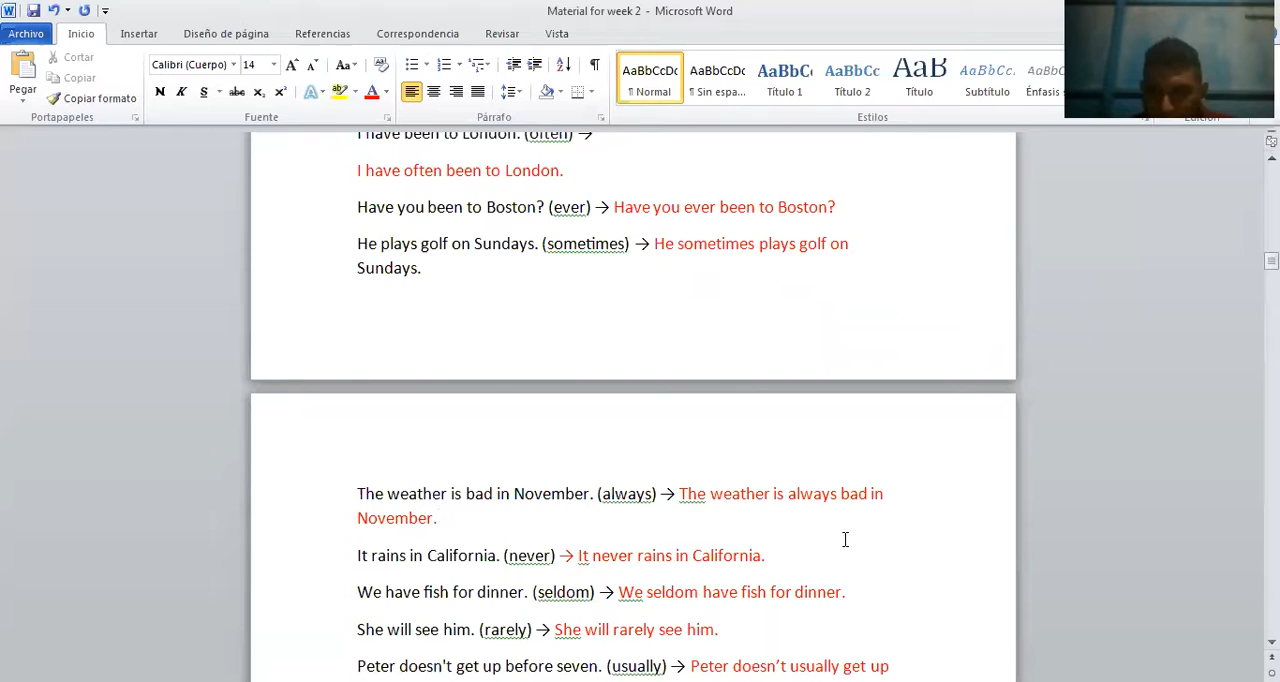 Material for week 2 - Microsoft Word
Archivo Inicio Insertar Diseño de página Referencias Correspondencia Revisar Vista
Pegar
Cortar
Copiar
Copiar formato
Portapapeles
Calibri (Cuerpo) 14
N K S abc x₂ x²
Fuente
Párrafo
AaBbCcDc ¶ Normal
AaBbCcDc ¶ Sin espa...
AaBbC Título 1
AaBbCc Título 2
AaB Título
AaBbCc. Subtítulo
AaBbCc Énfasis
Estilos
I have been to London. (often) →
I have often been to London.
Have you been to Boston? (ever) → Have you ever been to Boston?
He plays golf on Sundays. (sometimes) → He sometimes plays golf on
Sundays.
The weather is bad in November. (always) → The weather is always bad in
November.
It rains in California. (never) → It never rains in California.
We have fish for dinner. (seldom) → We seldom have fish for dinner.
She will see him. (rarely) → She will rarely see him.
Peter doesn't get up before seven. (usually) → Peter doesn’t usually get up